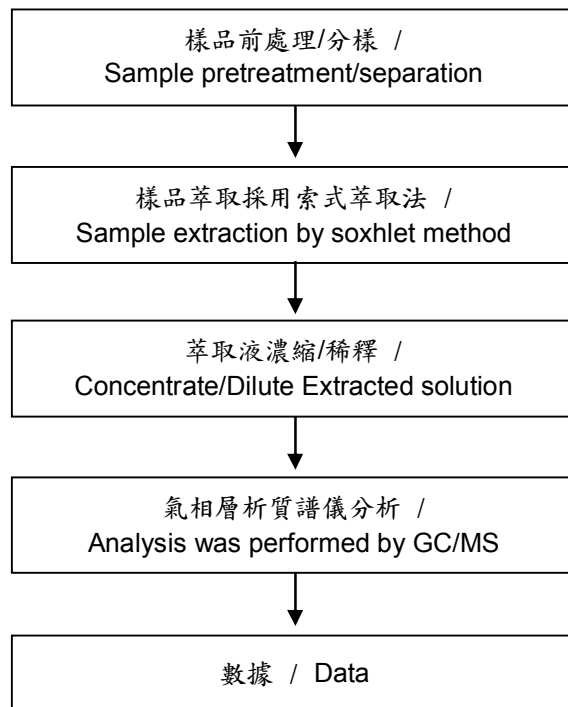 樣品前處理/分樣 /
Sample pretreatment/separation
樣品萃取採用索式萃取法 /
Sample extraction by soxhlet method
萃取液濃縮/稀釋 /
Concentrate/Dilute Extracted solution
氣相層析質譜儀分析 /
Analysis was performed by GC/MS
數據 / Data